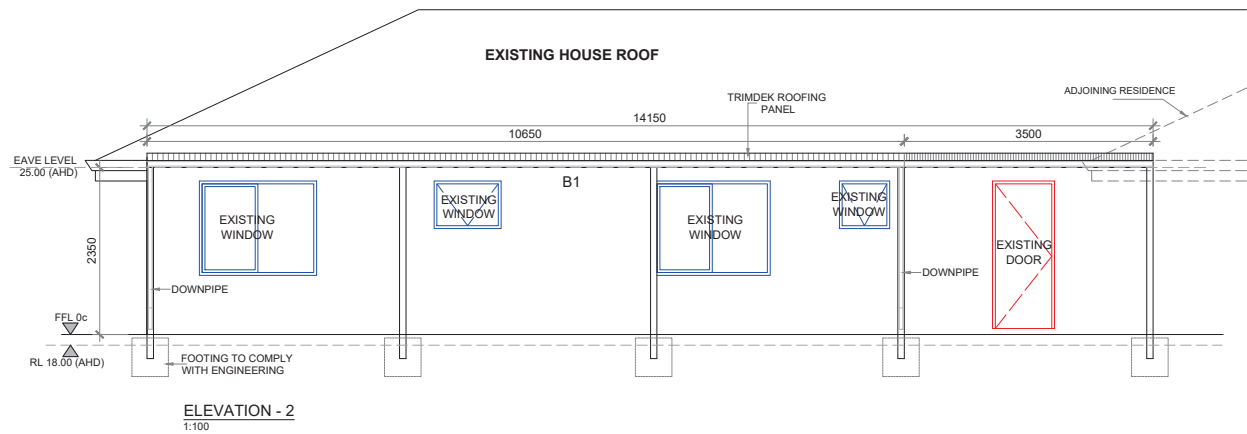 EXISTING HOUSE ROOF
ADJOINING RESIDENCE
TRIMDEK ROOFING
PANEL
14150
10650
3500
EAVE LEVEL
25.00 (AHD)
B1
EXISTING
WINDOW
EXISTING
WINDOW
EXISTING
WINDOW
EXISTING
WINDOW
EXISTING
DOOR
2350
DOWNPIPE
DOWNPIPE
FFL 0c
RL 18.00 (AHD)
FOOTING TO COMPLY
WITH ENGINEERING
ELEVATION - 2
1:100